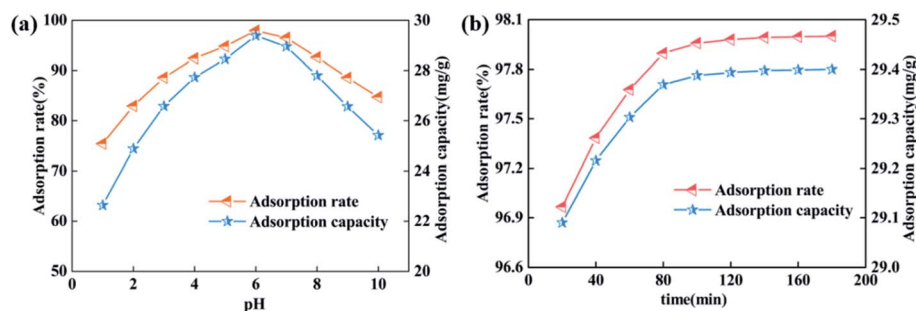 (a)
100
90
80
70
60
50
Adsorption rate(%)
30
28
26
25
23
22
20
Adsorption capacity(mg/g)
Adsorption rate
Adsorption capacity
0 2 4 6 8 10
pH
(b)
98.1
97.8
97.5
97.2
96.9
96.6
Adsorption rate(%)
29.5
29.4
29.3
29.2
29.1
29.0
Adsorption capacity(mg/g)
Adsorption rate
Adsorption capacity
0 40 80 120 160 200
time(min)